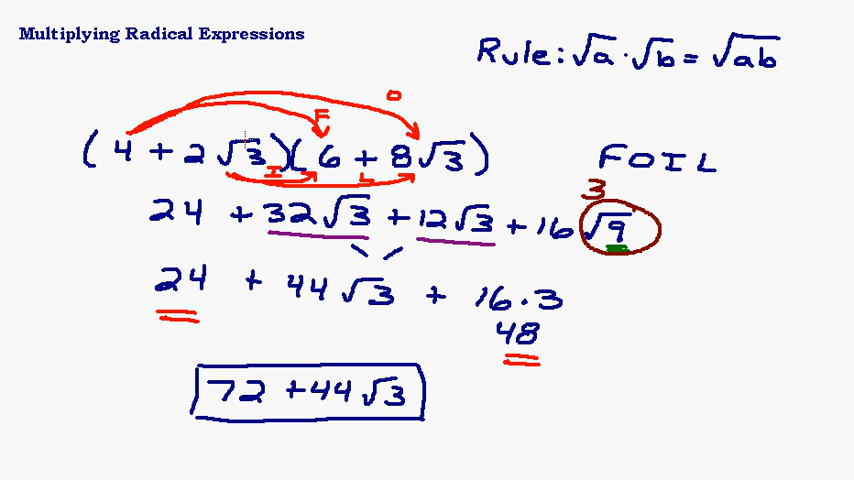 Multiplying Radical Expressions
Rule: √a · √b = √ab
O
F
(4 + 2√3)(6 + 8√3)
I L
FOIL
3
24 + 32√3 + 12√3 + 16√9
24 + 44√3 + 16·3
48
72 + 44√3